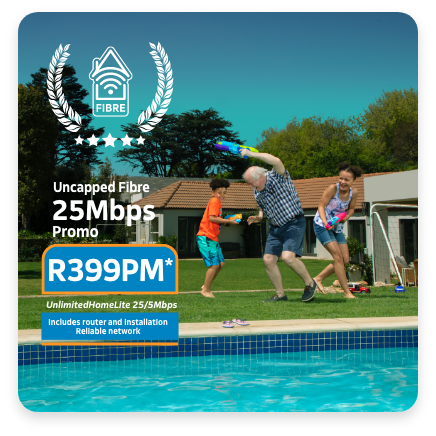 FIBRE
Uncapped Fibre
25Mbps
Promo
R399PM*
UnlimitedHomeLite 25/5Mbps
Includes router and installation
Reliable network